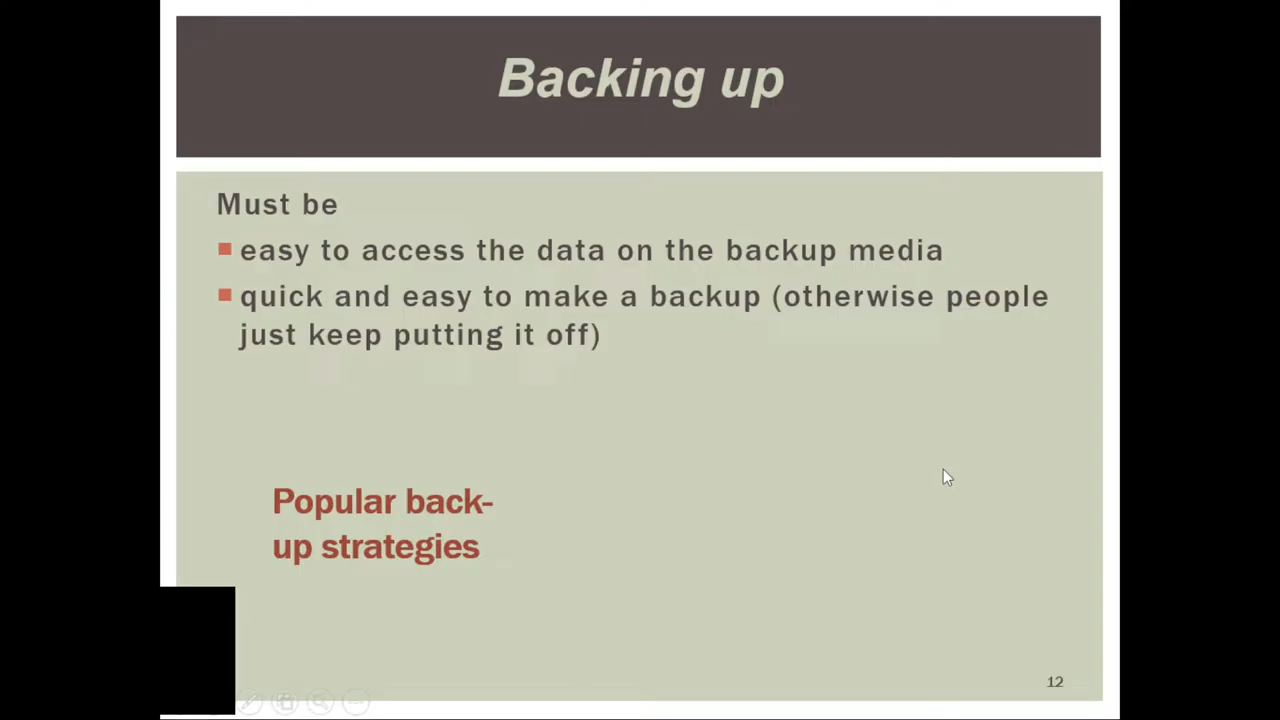 Backing up
Must be
easy to access the data on the backup media
quick and easy to make a backup (otherwise people
just keep putting it off)
Popular back-
up strategies
12